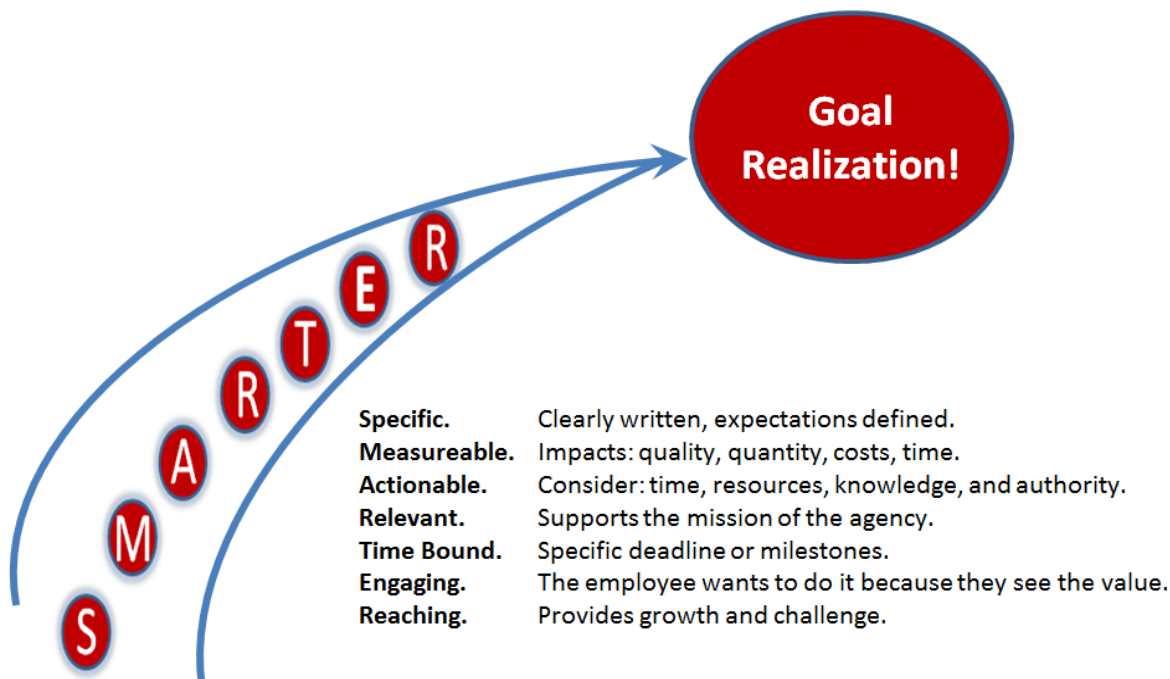 Goal
Realization!
S
M
A
R
T
E
R
Specific. Clearly written, expectations defined.
Measureable. Impacts: quality, quantity, costs, time.
Actionable. Consider: time, resources, knowledge, and authority.
Relevant. Supports the mission of the agency.
Time Bound. Specific deadline or milestones.
Engaging. The employee wants to do it because they see the value.
Reaching. Provides growth and challenge.